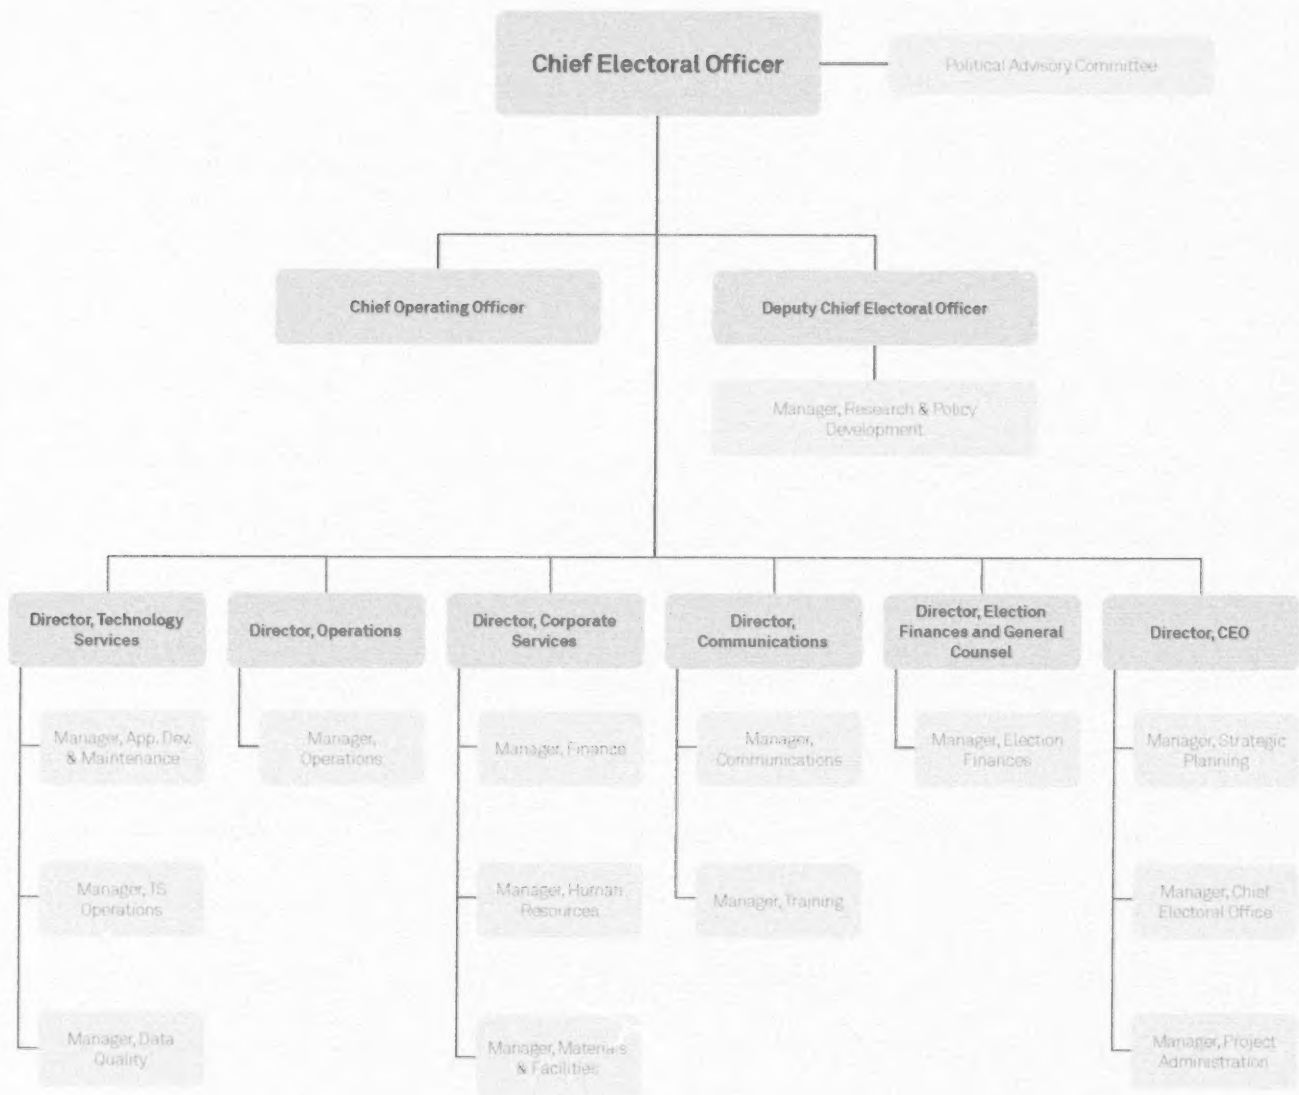 Chief Electoral Officer
Political Advisory Committee
Chief Operating Officer
Deputy Chief Electoral Officer
Manager, Research & Policy
Development
Director, Technology
Services
Director, Operations
Director, Corporate
Services
Director,
Communications
Director, Election
Finances and General
Counsel
Director, CEO
Manager, App. Dev.
& Maintenance
Manager,
Operations
Manager, Finance
Manager,
Communications
Manager, Election
Finances
Manager, Strategic
Planning
Manager, TS
Operations
Manager, Human
Resources
Manager, Training
Manager, Chief
Electoral Office
Manager, Data
Quality
Manager, Materials
& Facilities
Manager, Project
Administration